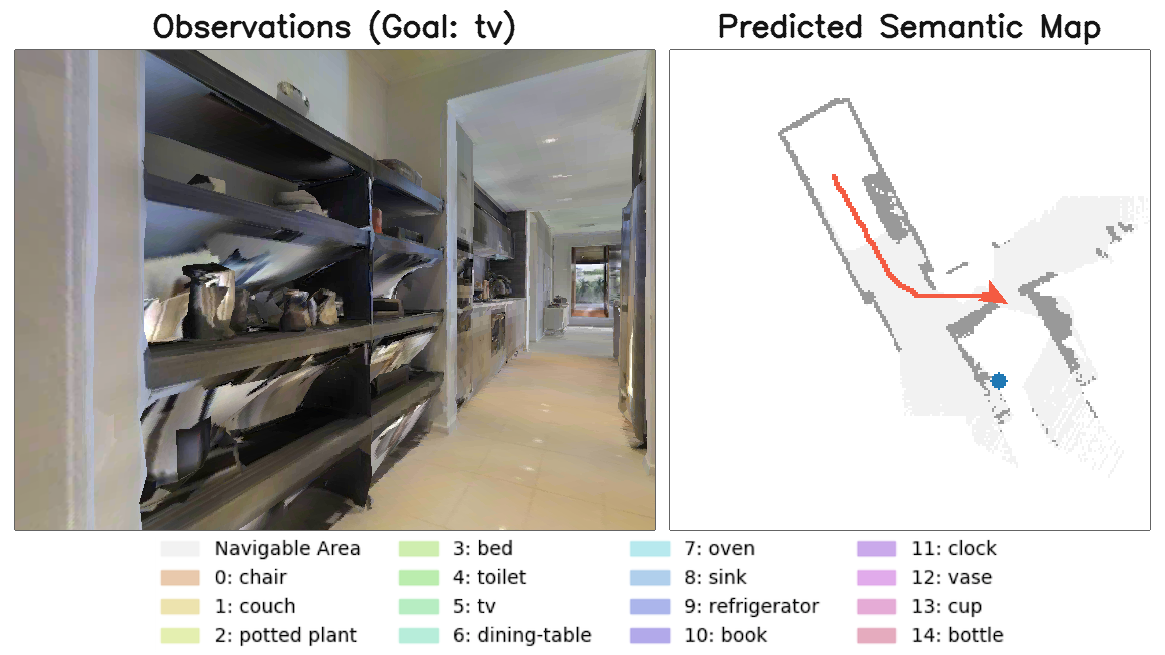 Observations (Goal: tv)
Predicted Semantic Map
Navigable Area
0: chair
1: couch
2: potted plant
3: bed
4: toilet
5: tv
6: dining-table
7: oven
8: sink
9: refrigerator
10: book
11: clock
12: vase
13: cup
14: bottle